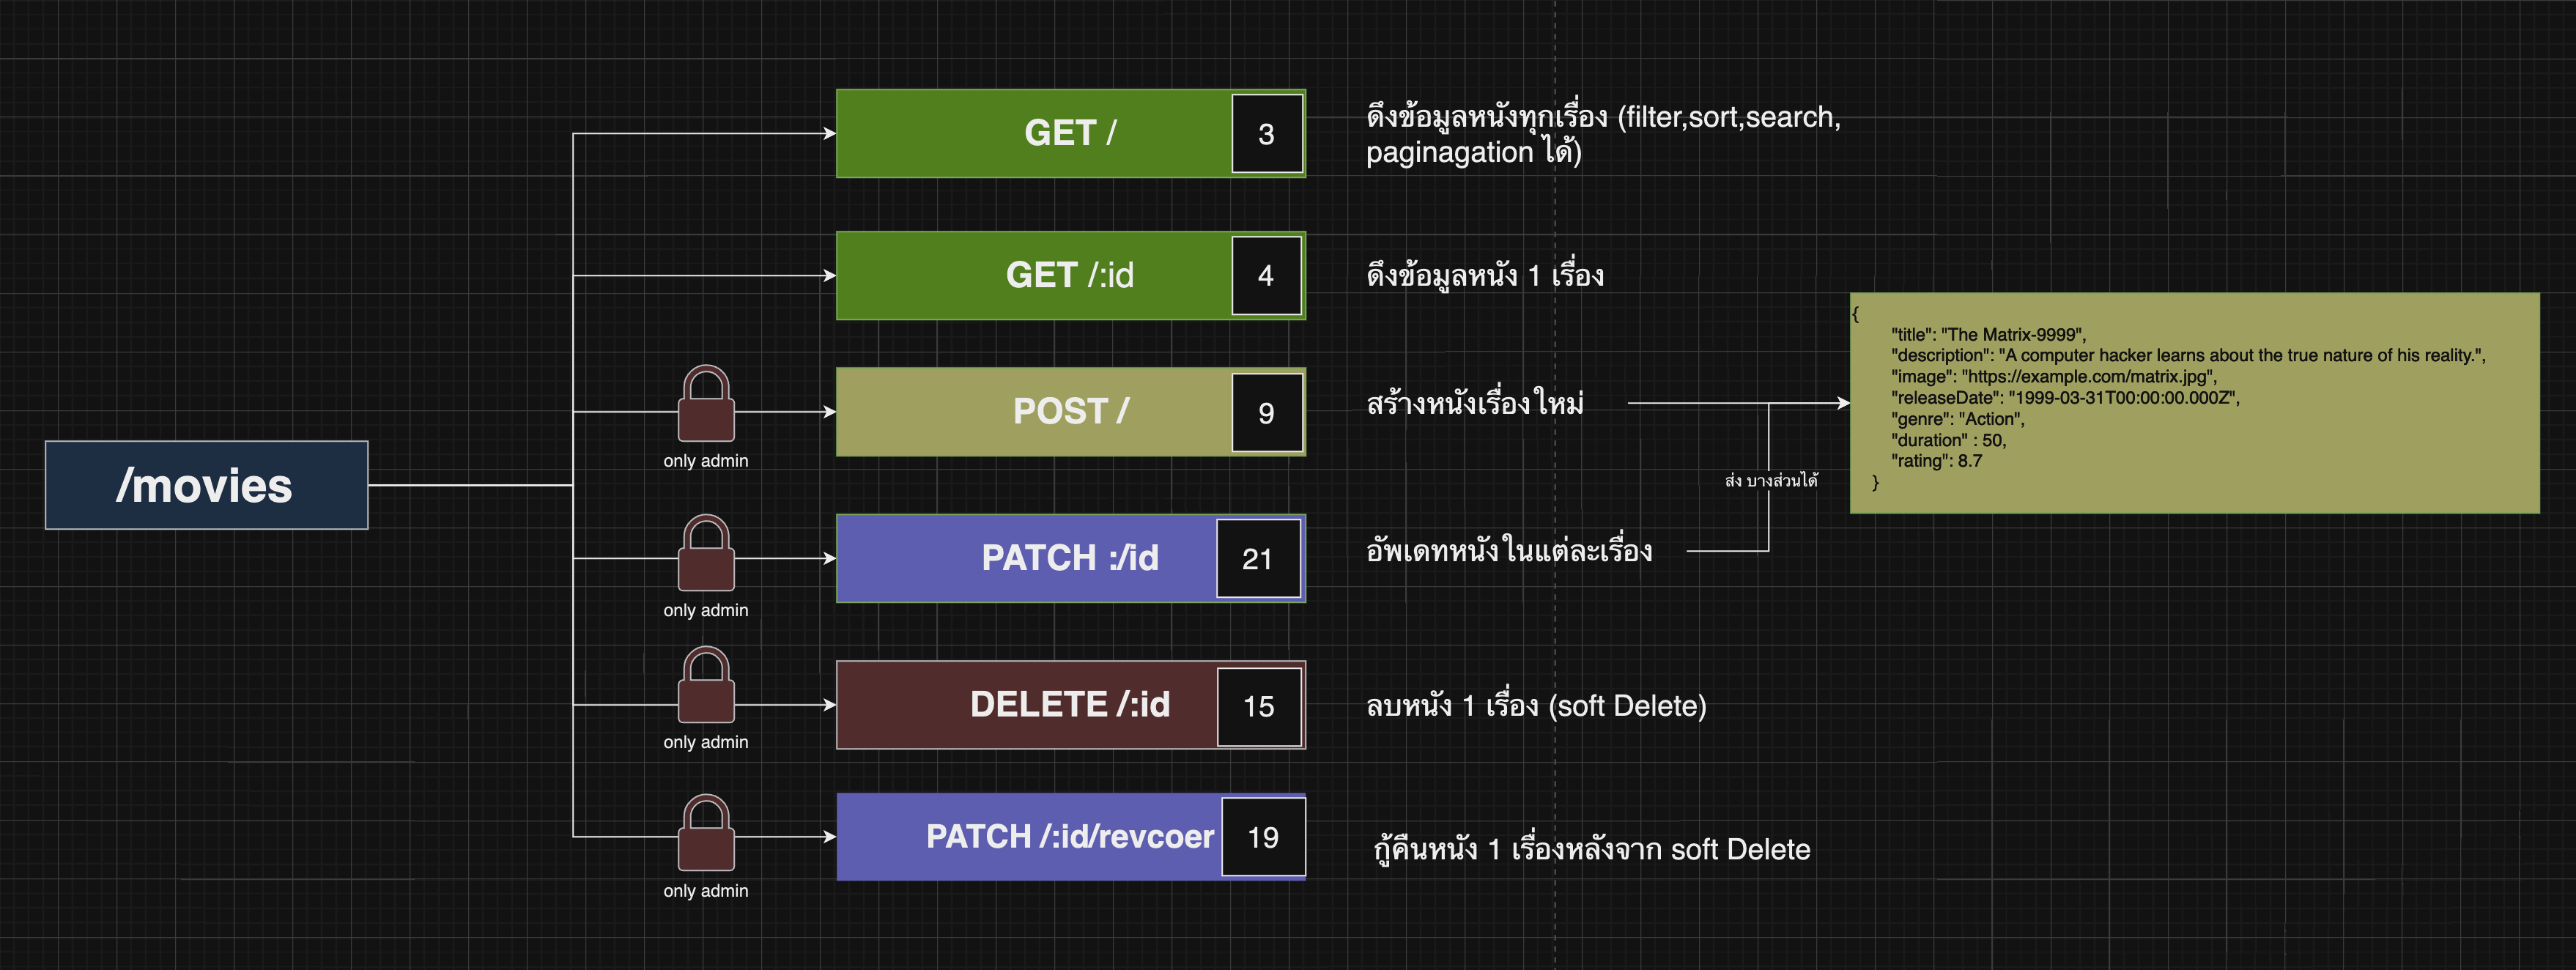 /movies
GET /
3
ดึงข้อมูลหนังทุกเรื่อง (filter,sort,search,
paginagation ได้)
GET /:id
4
ดึงข้อมูลหนัง 1 เรื่อง
only admin
POST /
9
สร้างหนังเรื่องใหม่
{
"title": "The Matrix-9999",
"description": "A computer hacker learns about the true nature of his reality.",
"image": "https://example.com/matrix.jpg",
"releaseDate": "1999-03-31T00:00:00.000Z",
"genre": "Action",
"duration" : 50,
"rating": 8.7
}
ส่ง บางส่วนได้
only admin
PATCH :/id
21
อัพเดทหนังในแต่ละเรื่อง
only admin
DELETE /:id
15
ลบหนัง 1 เรื่อง (soft Delete)
only admin
PATCH /:id/revcoer
19
กู้คืนหนัง 1 เรื่องหลังจาก soft Delete